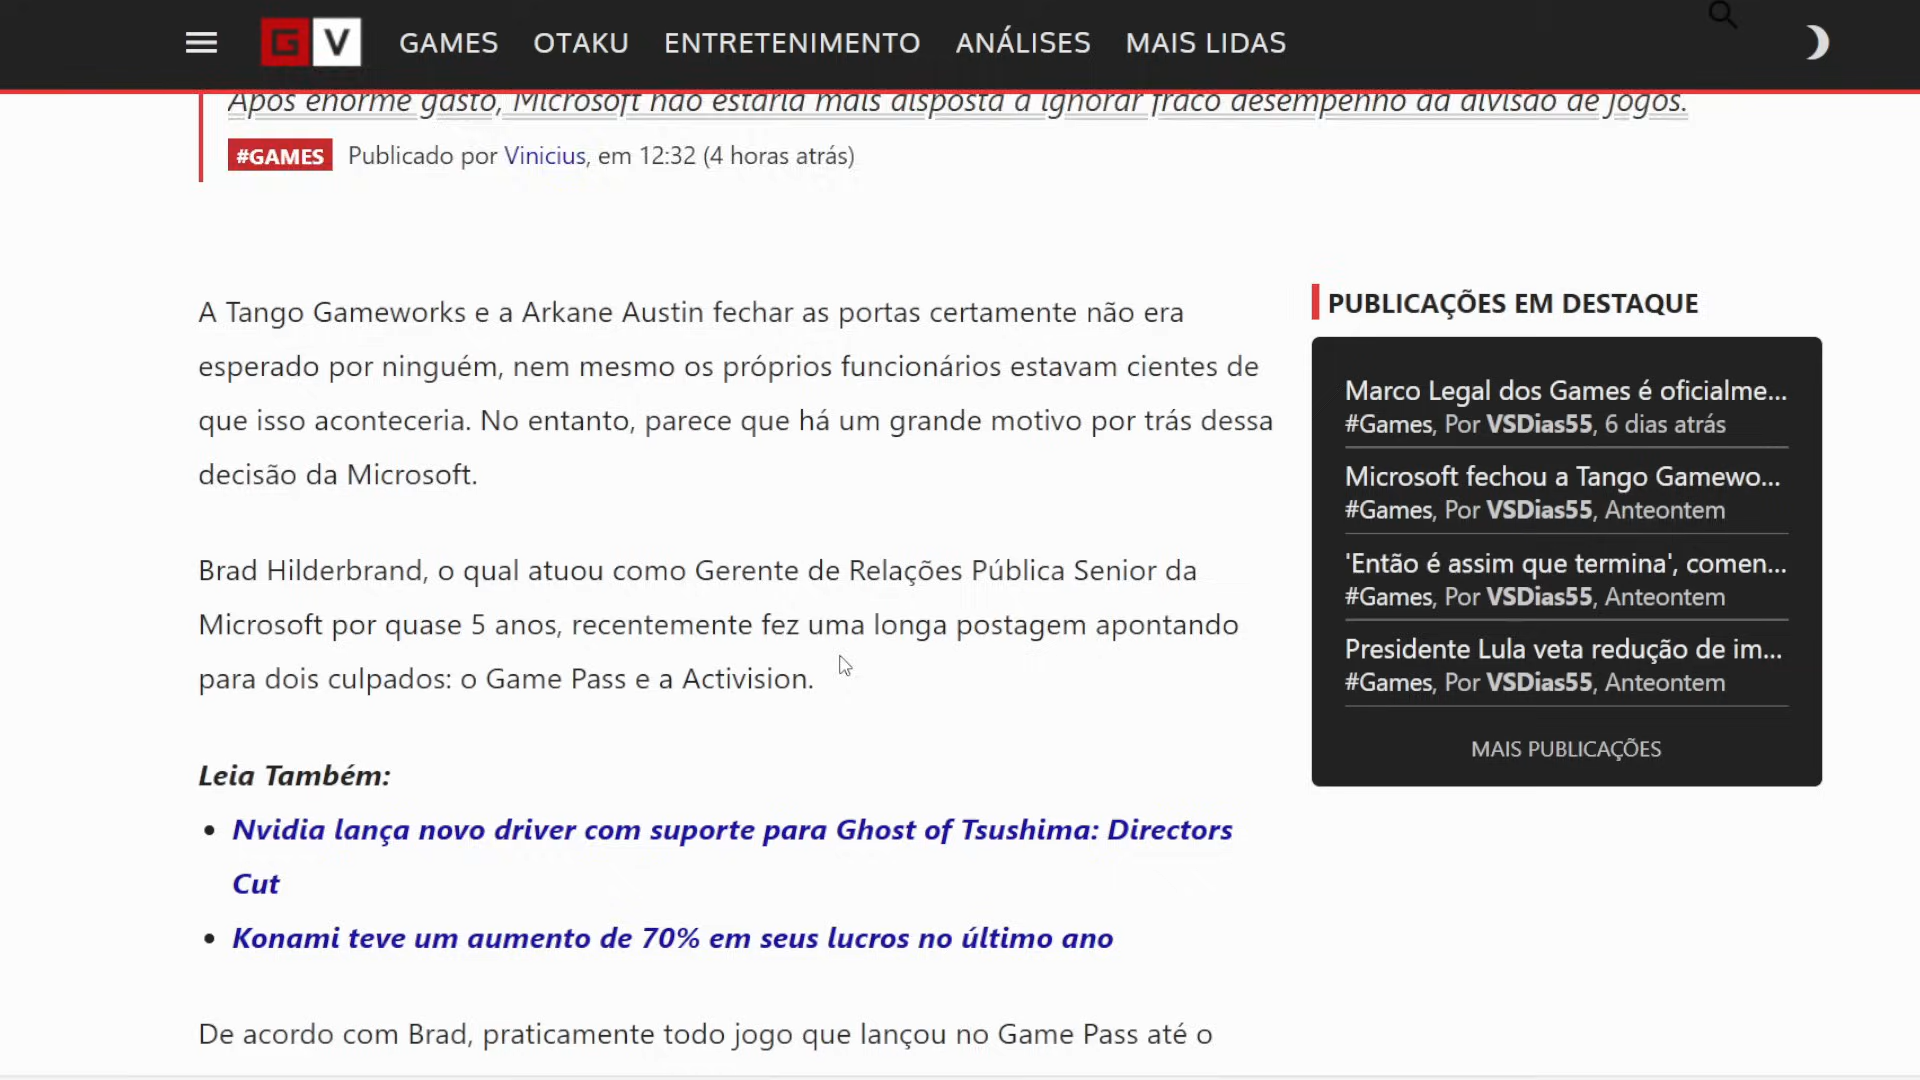 G V GAMES OTAKU ENTRETENIMENTO ANÁLISES MAIS LIDAS
Após enorme gasto, Microsoft não estaria mais disposta a ignorar fraco desempenho da divisão de jogos.
#GAMES Publicado por Vinicius, em 12:32 (4 horas atrás)
A Tango Gameworks e a Arkane Austin fechar as portas certamente não era
esperado por ninguém, nem mesmo os próprios funcionários estavam cientes de
que isso aconteceria. No entanto, parece que há um grande motivo por trás dessa
decisão da Microsoft.
Brad Hilderbrand, o qual atuou como Gerente de Relações Pública Senior da
Microsoft por quase 5 anos, recentemente fez uma longa postagem apontando
para dois culpados: o Game Pass e a Activision.
Leia Também:
• Nvidia lança novo driver com suporte para Ghost of Tsushima: Directors
Cut
• Konami teve um aumento de 70% em seus lucros no último ano
De acordo com Brad, praticamente todo jogo que lançou no Game Pass até o
PUBLICAÇÕES EM DESTAQUE
Marco Legal dos Games é oficialme...
#Games, Por VSDias55, 6 dias atrás
Microsoft fechou a Tango Gamewo...
#Games, Por VSDias55, Anteontem
'Então é assim que termina', comen...
#Games, Por VSDias55, Anteontem
Presidente Lula veta redução de im...
#Games, Por VSDias55, Anteontem
MAIS PUBLICAÇÕES